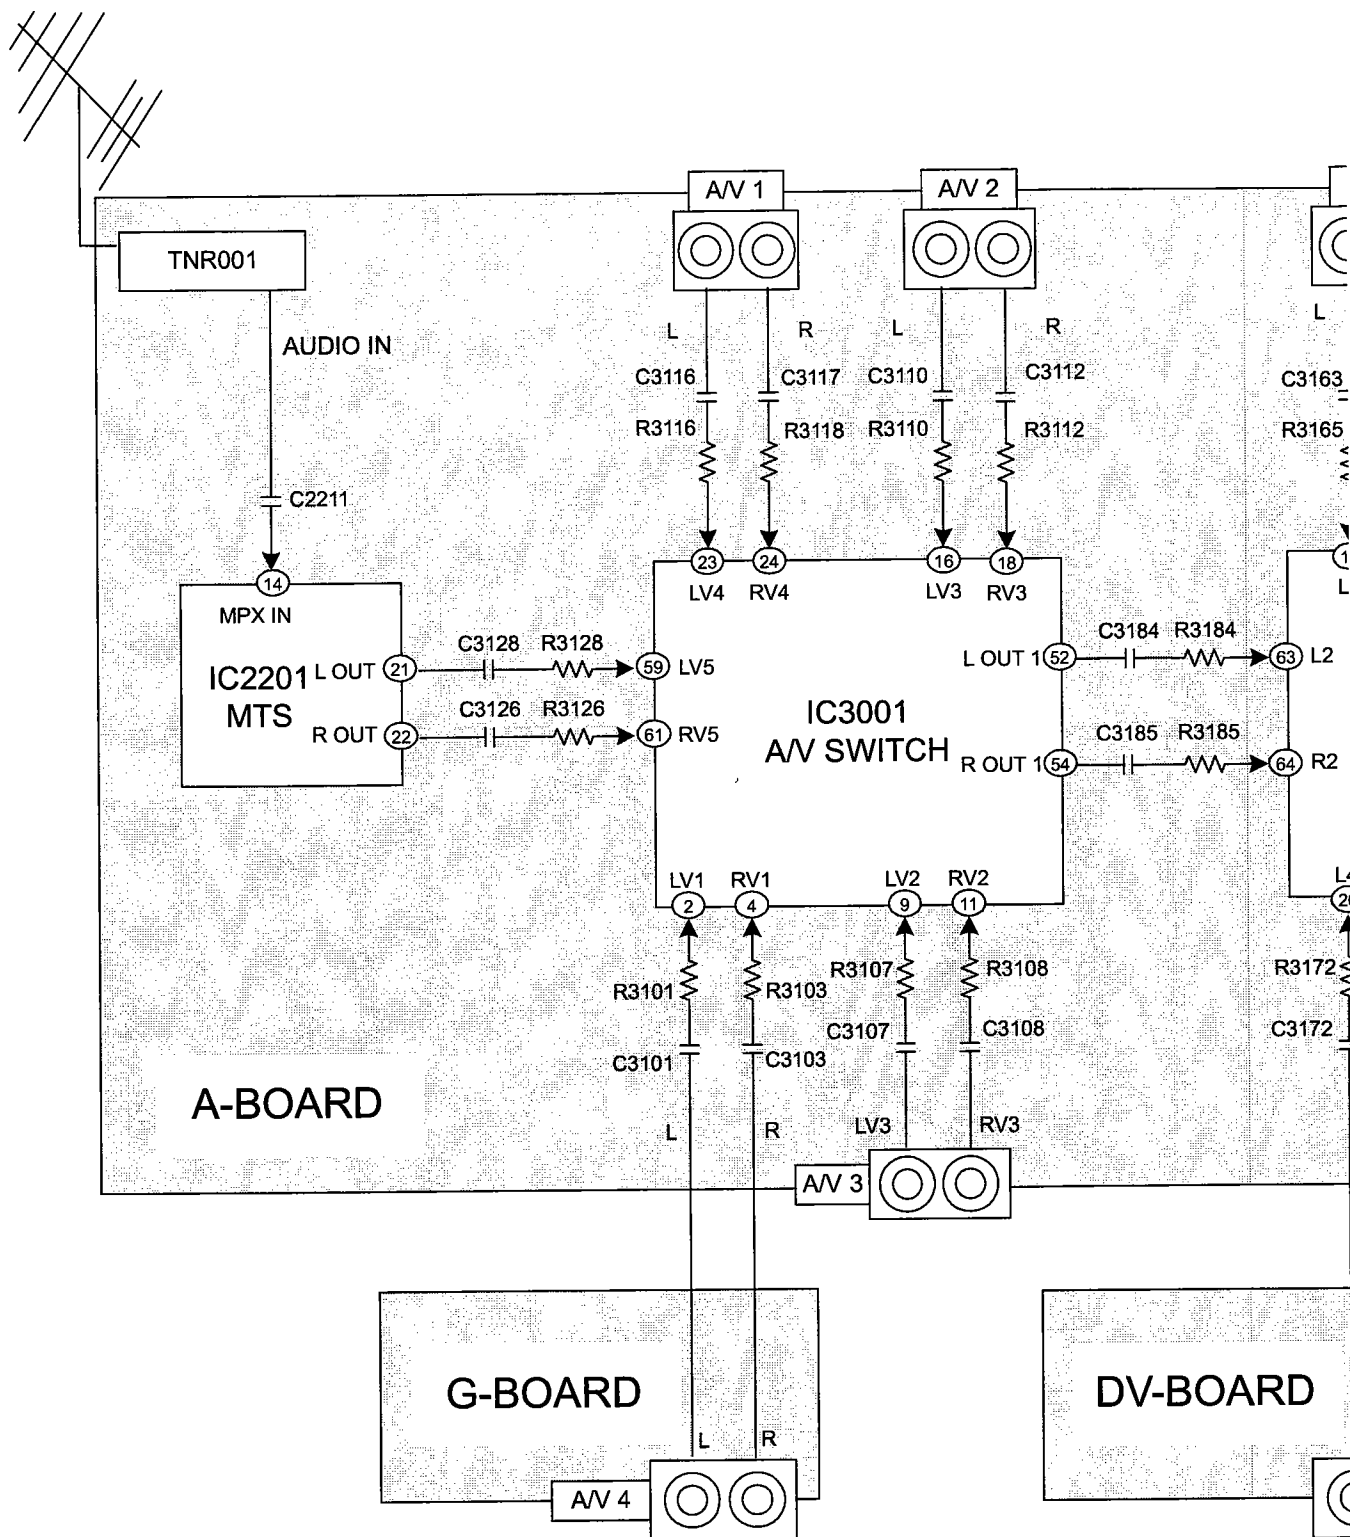 A/V 1
A/V 2
TNR001
AUDIO IN
L
R
L
R
L
C3116
C3117
C3110
C3112
C3163
R3116
R3118
R3110
R3112
R3165
C2211
14
MPX IN
23
24
16
18
LV4
RV4
LV3
RV3
IC2201
MTS
L OUT
21
C3128
R3128
59
LV5
R OUT
22
C3126
R3126
61
RV5
IC3001
A/V SWITCH
L OUT 1
52
C3184
R3184
63
L2
R OUT 1
54
C3185
R3185
64
R2
LV1
RV1
LV2
RV2
2
4
9
11
R3101
R3103
R3107
R3108
R3172
C3101
C3103
C3107
C3108
C3172
A-BOARD
L
R
LV3
RV3
A/V 3
G-BOARD
DV-BOARD
L
R
A/V 4